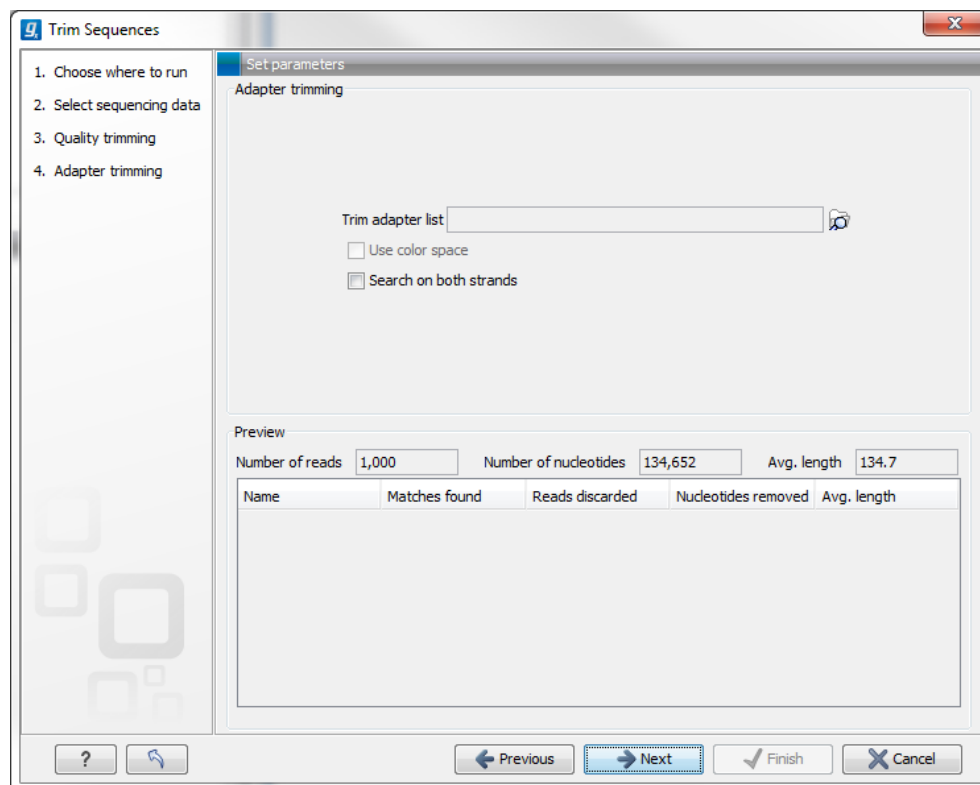 Trim Sequences
1. Choose where to run
2. Select sequencing data
3. Quality trimming
4. Adapter trimming
Set parameters
Adapter trimming
Trim adapter list
Use color space
Search on both strands
Preview
Number of reads 1,000 Number of nucleotides 134,652 Avg. length 134.7
Name Matches found Reads discarded Nucleotides removed Avg. length
? Previous Next Finish Cancel